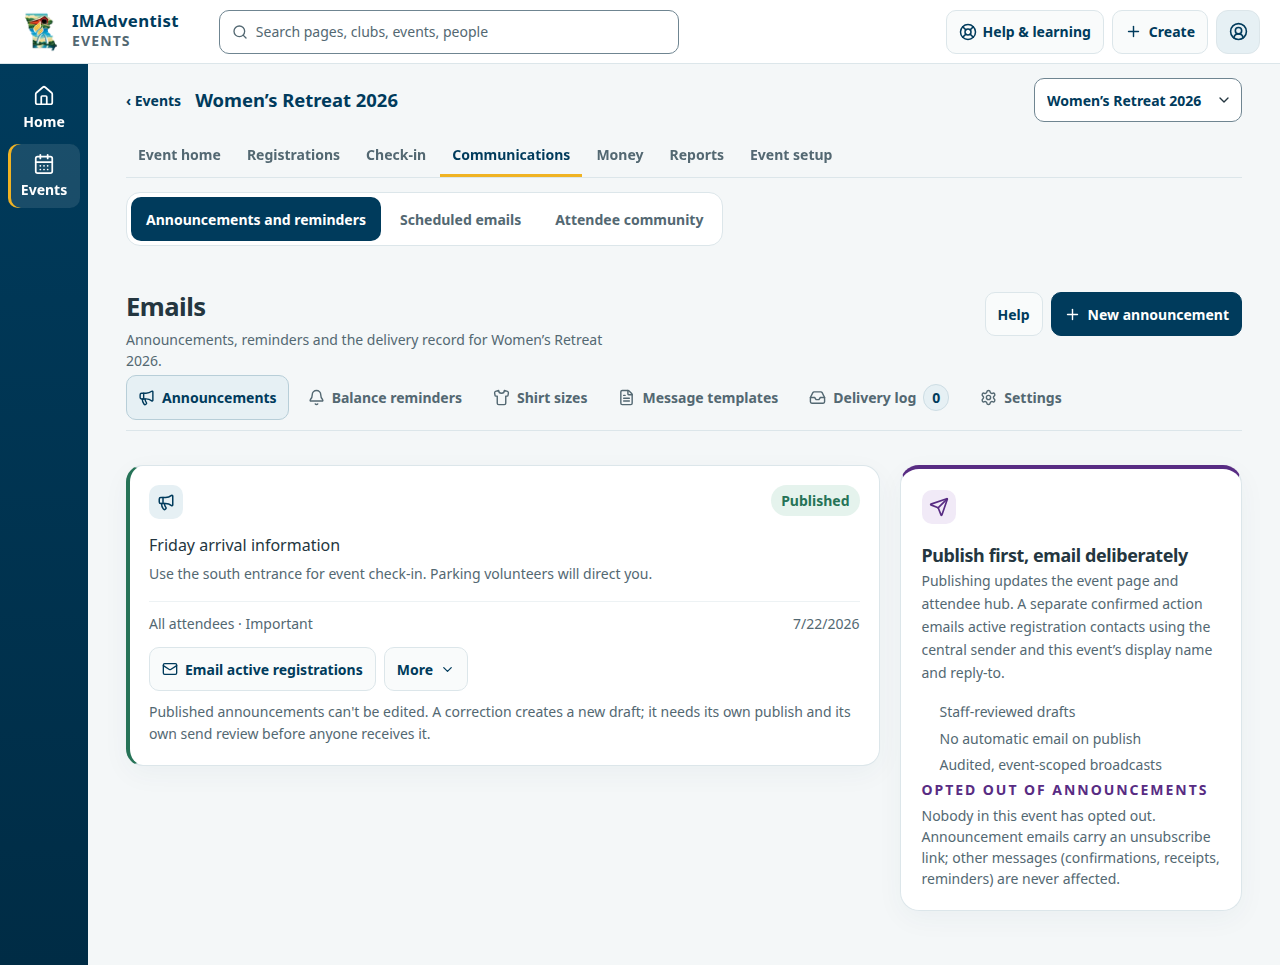 IMAdventist
EVENTS
Search pages, clubs, events, people
Help & learning
Create
Home
Events
‹ Events
Women’s Retreat 2026
Women’s Retreat 2026
Event home
Registrations
Check-in
Communications
Money
Reports
Event setup
Announcements and reminders
Scheduled emails
Attendee community
Emails
Announcements, reminders and the delivery record for Women’s Retreat
2026.
Help
New announcement
Announcements
Balance reminders
Shirt sizes
Message templates
Delivery log 0
Settings
Published
Friday arrival information
Use the south entrance for event check-in. Parking volunteers will direct you.
All attendees · Important
7/22/2026
Email active registrations
More
Published announcements can't be edited. A correction creates a new draft; it needs its own publish and its
own send review before anyone receives it.
Publish first, email deliberately
Publishing updates the event page and
attendee hub. A separate confirmed action
emails active registration contacts using the
central sender and this event’s display name
and reply-to.
Staff-reviewed drafts
No automatic email on publish
Audited, event-scoped broadcasts
OPTED OUT OF ANNOUNCEMENTS
Nobody in this event has opted out.
Announcement emails carry an unsubscribe
link; other messages (confirmations, receipts,
reminders) are never affected.